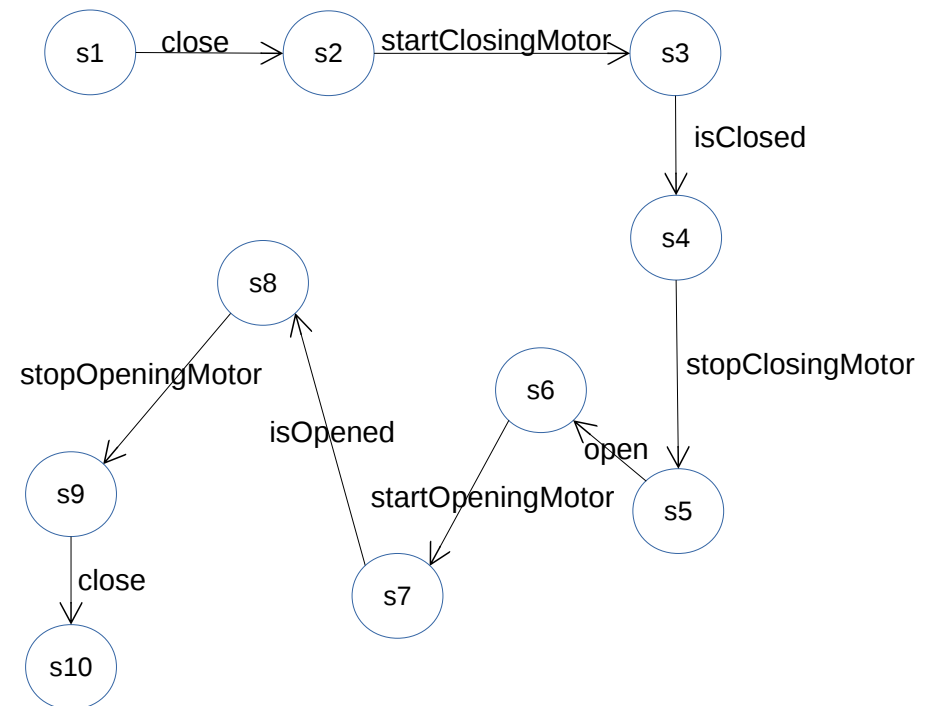 s1
close
s2
startClosingMotor
s3
isClosed
s4
stopClosingMotor
s5
open
s6
startOpeningMotor
s7
isOpened
s8
stopOpeningMotor
s9
close
s10